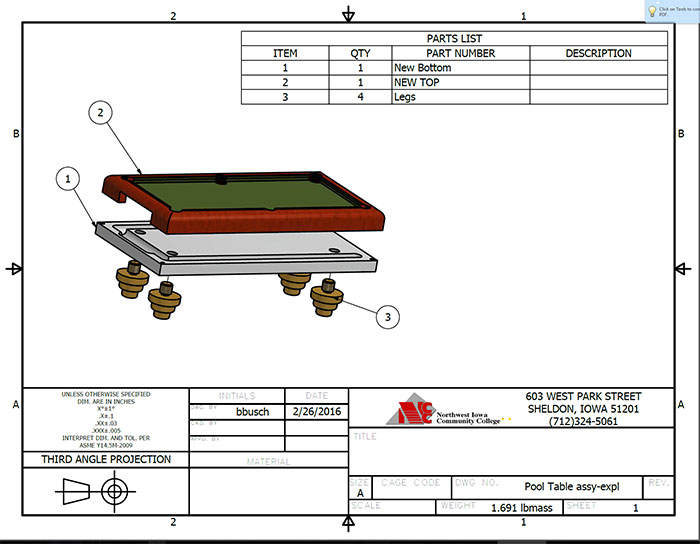 Click on Tools to con
PDF.
2 1
PARTS LIST
ITEM QTY PART NUMBER DESCRIPTION
1 1 New Bottom
2 1 NEW TOP
3 4 Legs
B B
2
1
3
A A
UNLESS OTHERWISE SPECIFIED
DIM. ARE IN INCHES
X°±1°
.X±.1
.XX±.03
.XXX±.005
INTERPRET DIM. AND TOL. PER
ASME Y14.5M-2009
THIRD ANGLE PROJECTION
INITIALS DATE
DWG. BY bbusch 2/26/2016
CKD. BY
APPD. BY
MATERIAL
NCC
Northwest Iowa
Community College
603 WEST PARK STREET
SHELDON, IOWA 51201
(712)324-5061
TITLE
SIZE CAGE CODE DWG NO. REV.
A Pool Table assy-expl
SCALE WEIGHT 1.691 lbmass SHEET 1
2 1